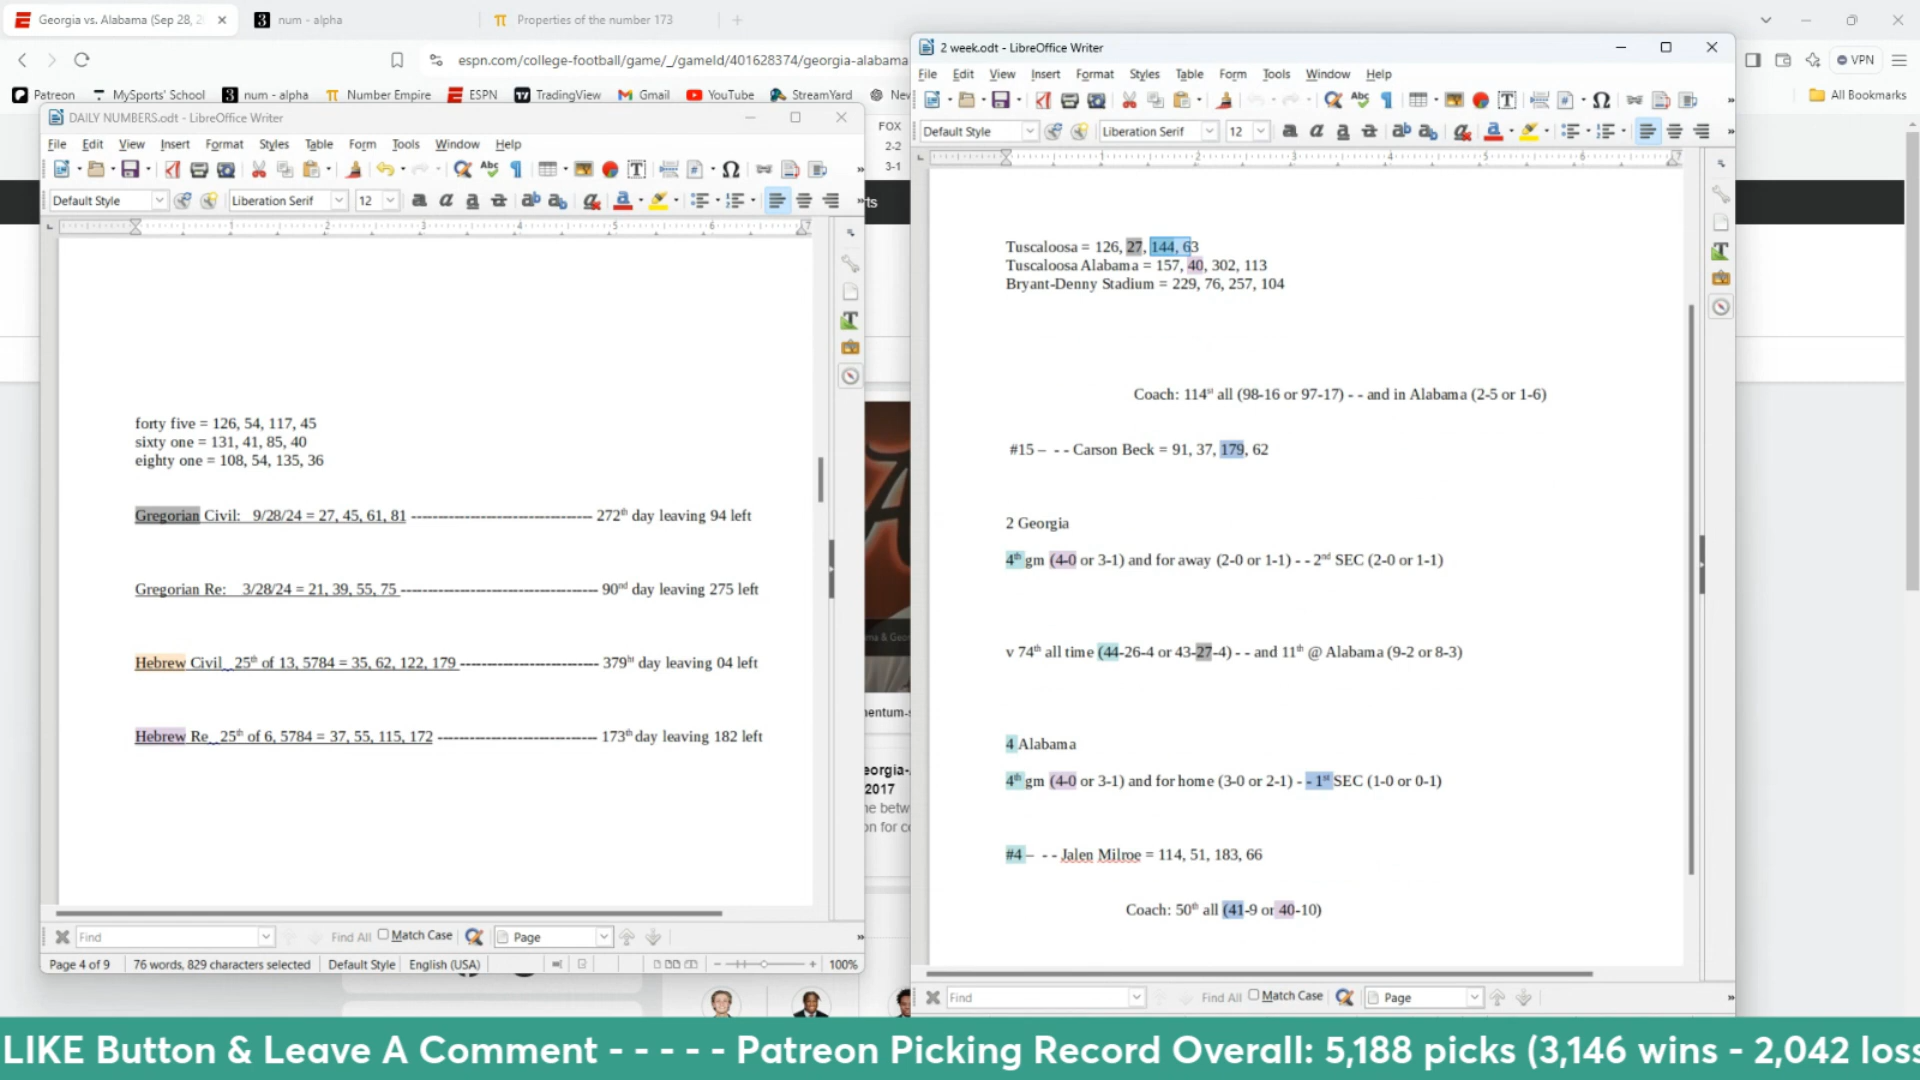 Georgia vs. Alabama (Sep 28, 2
num - alpha
Properties of the number 173
espn.com/college-football/game/_/gameId/401628374/georgia-alabama
VPN
Patreon
MySports' School
num - alpha
Number Empire
ESPN
TradingView
Gmail
YouTube
StreamYard
Nev
All Bookmarks
DAILY NUMBERS.odt - LibreOffice Writer
File Edit View Insert Format Styles Table Form Tools Window Help
Default Style
Liberation Serif
12
forty five = 126, 54, 117, 45
sixty one = 131, 41, 85, 40
eighty one = 108, 54, 135, 36
Gregorian Civil: 9/28/24 = 27, 45, 61, 81 ---------------------------------- 272th day leaving 94 left
Gregorian Re: 3/28/24 = 21, 39, 55, 75 ------------------------------------- 90nd day leaving 275 left
Hebrew Civil 25th of 13, 5784 = 35, 62, 122, 179 -------------------------- 379ht day leaving 04 left
Hebrew Re 25th of 6, 5784 = 37, 55, 115, 172 ------------------------------ 173th day leaving 182 left
Find
Find All
Match Case
Page
Page 4 of 9
76 words, 829 characters selected
Default Style
English (USA)
100%
FOX
2-2
3-1
ts
entum-s
eorgia-
2017
e betw
on for co
2 week.odt - LibreOffice Writer
File Edit View Insert Format Styles Table Form Tools Window Help
Default Style
Liberation Serif
12
Tuscaloosa = 126, 27, 144, 63
Tuscaloosa Alabama = 157, 40, 302, 113
Bryant-Denny Stadium = 229, 76, 257, 104
Coach: 114st all (98-16 or 97-17) - - and in Alabama (2-5 or 1-6)
#15 – - - Carson Beck = 91, 37, 179, 62
2 Georgia
4th gm (4-0 or 3-1) and for away (2-0 or 1-1) - - 2nd SEC (2-0 or 1-1)
v 74th all time (44-26-4 or 43-27-4) - - and 11th @ Alabama (9-2 or 8-3)
4 Alabama
4th gm (4-0 or 3-1) and for home (3-0 or 2-1) - - 1st SEC (1-0 or 0-1)
#4 – - - Jalen Milroe = 114, 51, 183, 66
Coach: 50th all (41-9 or 40-10)
Find
Find All
Match Case
Page
LIKE Button & Leave A Comment - - - - - Patreon Picking Record Overall: 5,188 picks (3,146 wins - 2,042 loss